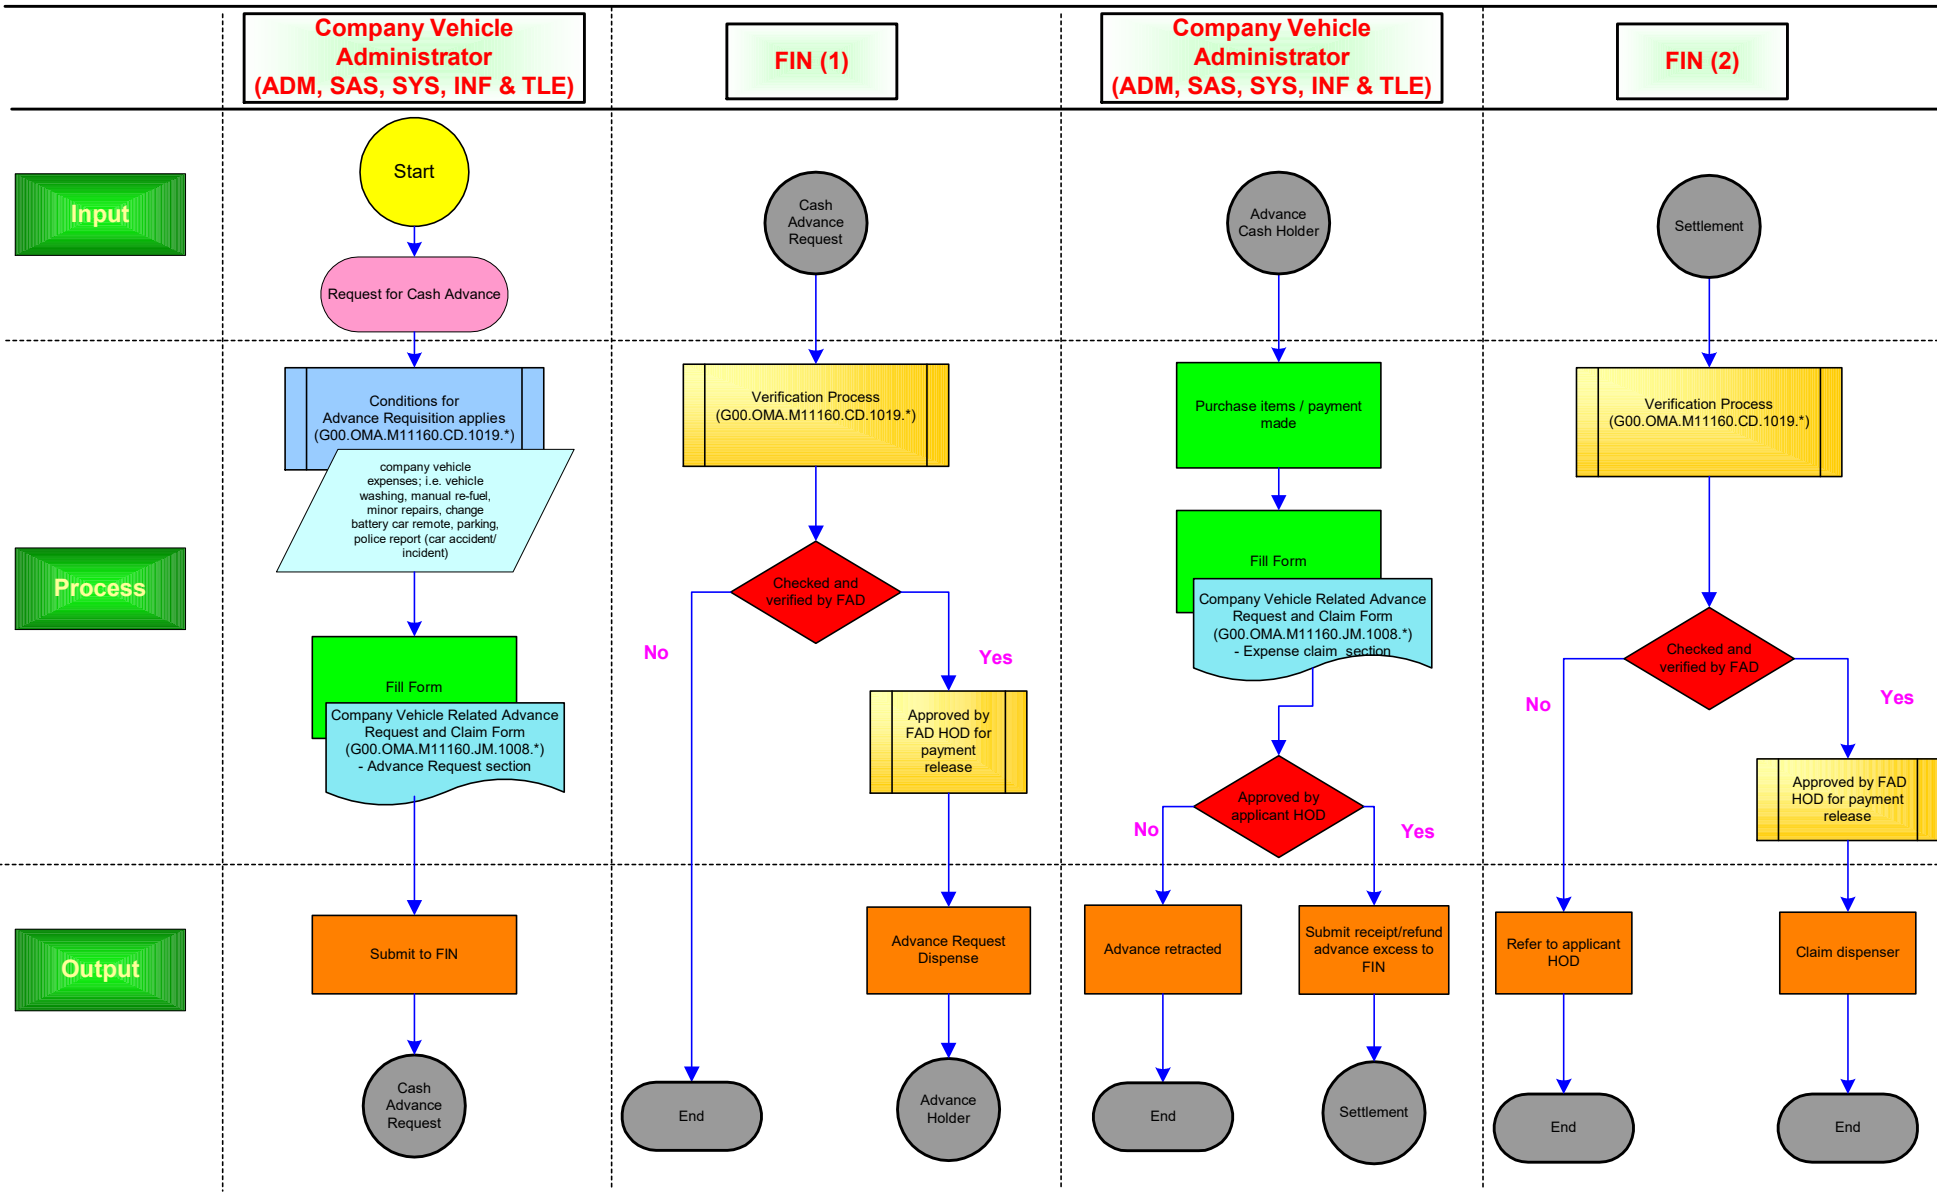 Company Vehicle
Administrator
(ADM, SAS, SYS, INF & TLE)
FIN (1)
Company Vehicle
Administrator
(ADM, SAS, SYS, INF & TLE)
FIN (2)
Input
Start
Request for Cash Advance
Cash
Advance
Request
Advance
Cash Holder
Settlement
Process
Conditions for
Advance Requisition applies
(G00.OMA.M11160.CD.1019.*)
company vehicle
expenses; i.e. vehicle
washing, manual re-fuel,
minor repairs, change
battery car remote, parking,
police report (car accident/
incident)
Fill Form
Company Vehicle Related Advance
Request and Claim Form
(G00.OMA.M11160.JM.1008.*)
- Advance Request section
Verification Process
(G00.OMA.M11160.CD.1019.*)
Checked and
verified by FAD
No
Yes
Approved by
FAD HOD for
payment
release
Purchase items / payment
made
Fill Form
Company Vehicle Related Advance
Request and Claim Form
(G00.OMA.M11160.JM.1008.*)
- Expense claim  section
Approved by
applicant HOD
No
Yes
Verification Process
(G00.OMA.M11160.CD.1019.*)
Checked and
verified by FAD
No
Yes
Approved by FAD
HOD for payment
release
Output
Submit to FIN
Cash
Advance
Request
End
Advance Request
Dispense
Advance
Holder
Advance retracted
End
Submit receipt/refund
advance excess to
FIN
Settlement
Refer to applicant
HOD
End
Claim dispenser
End